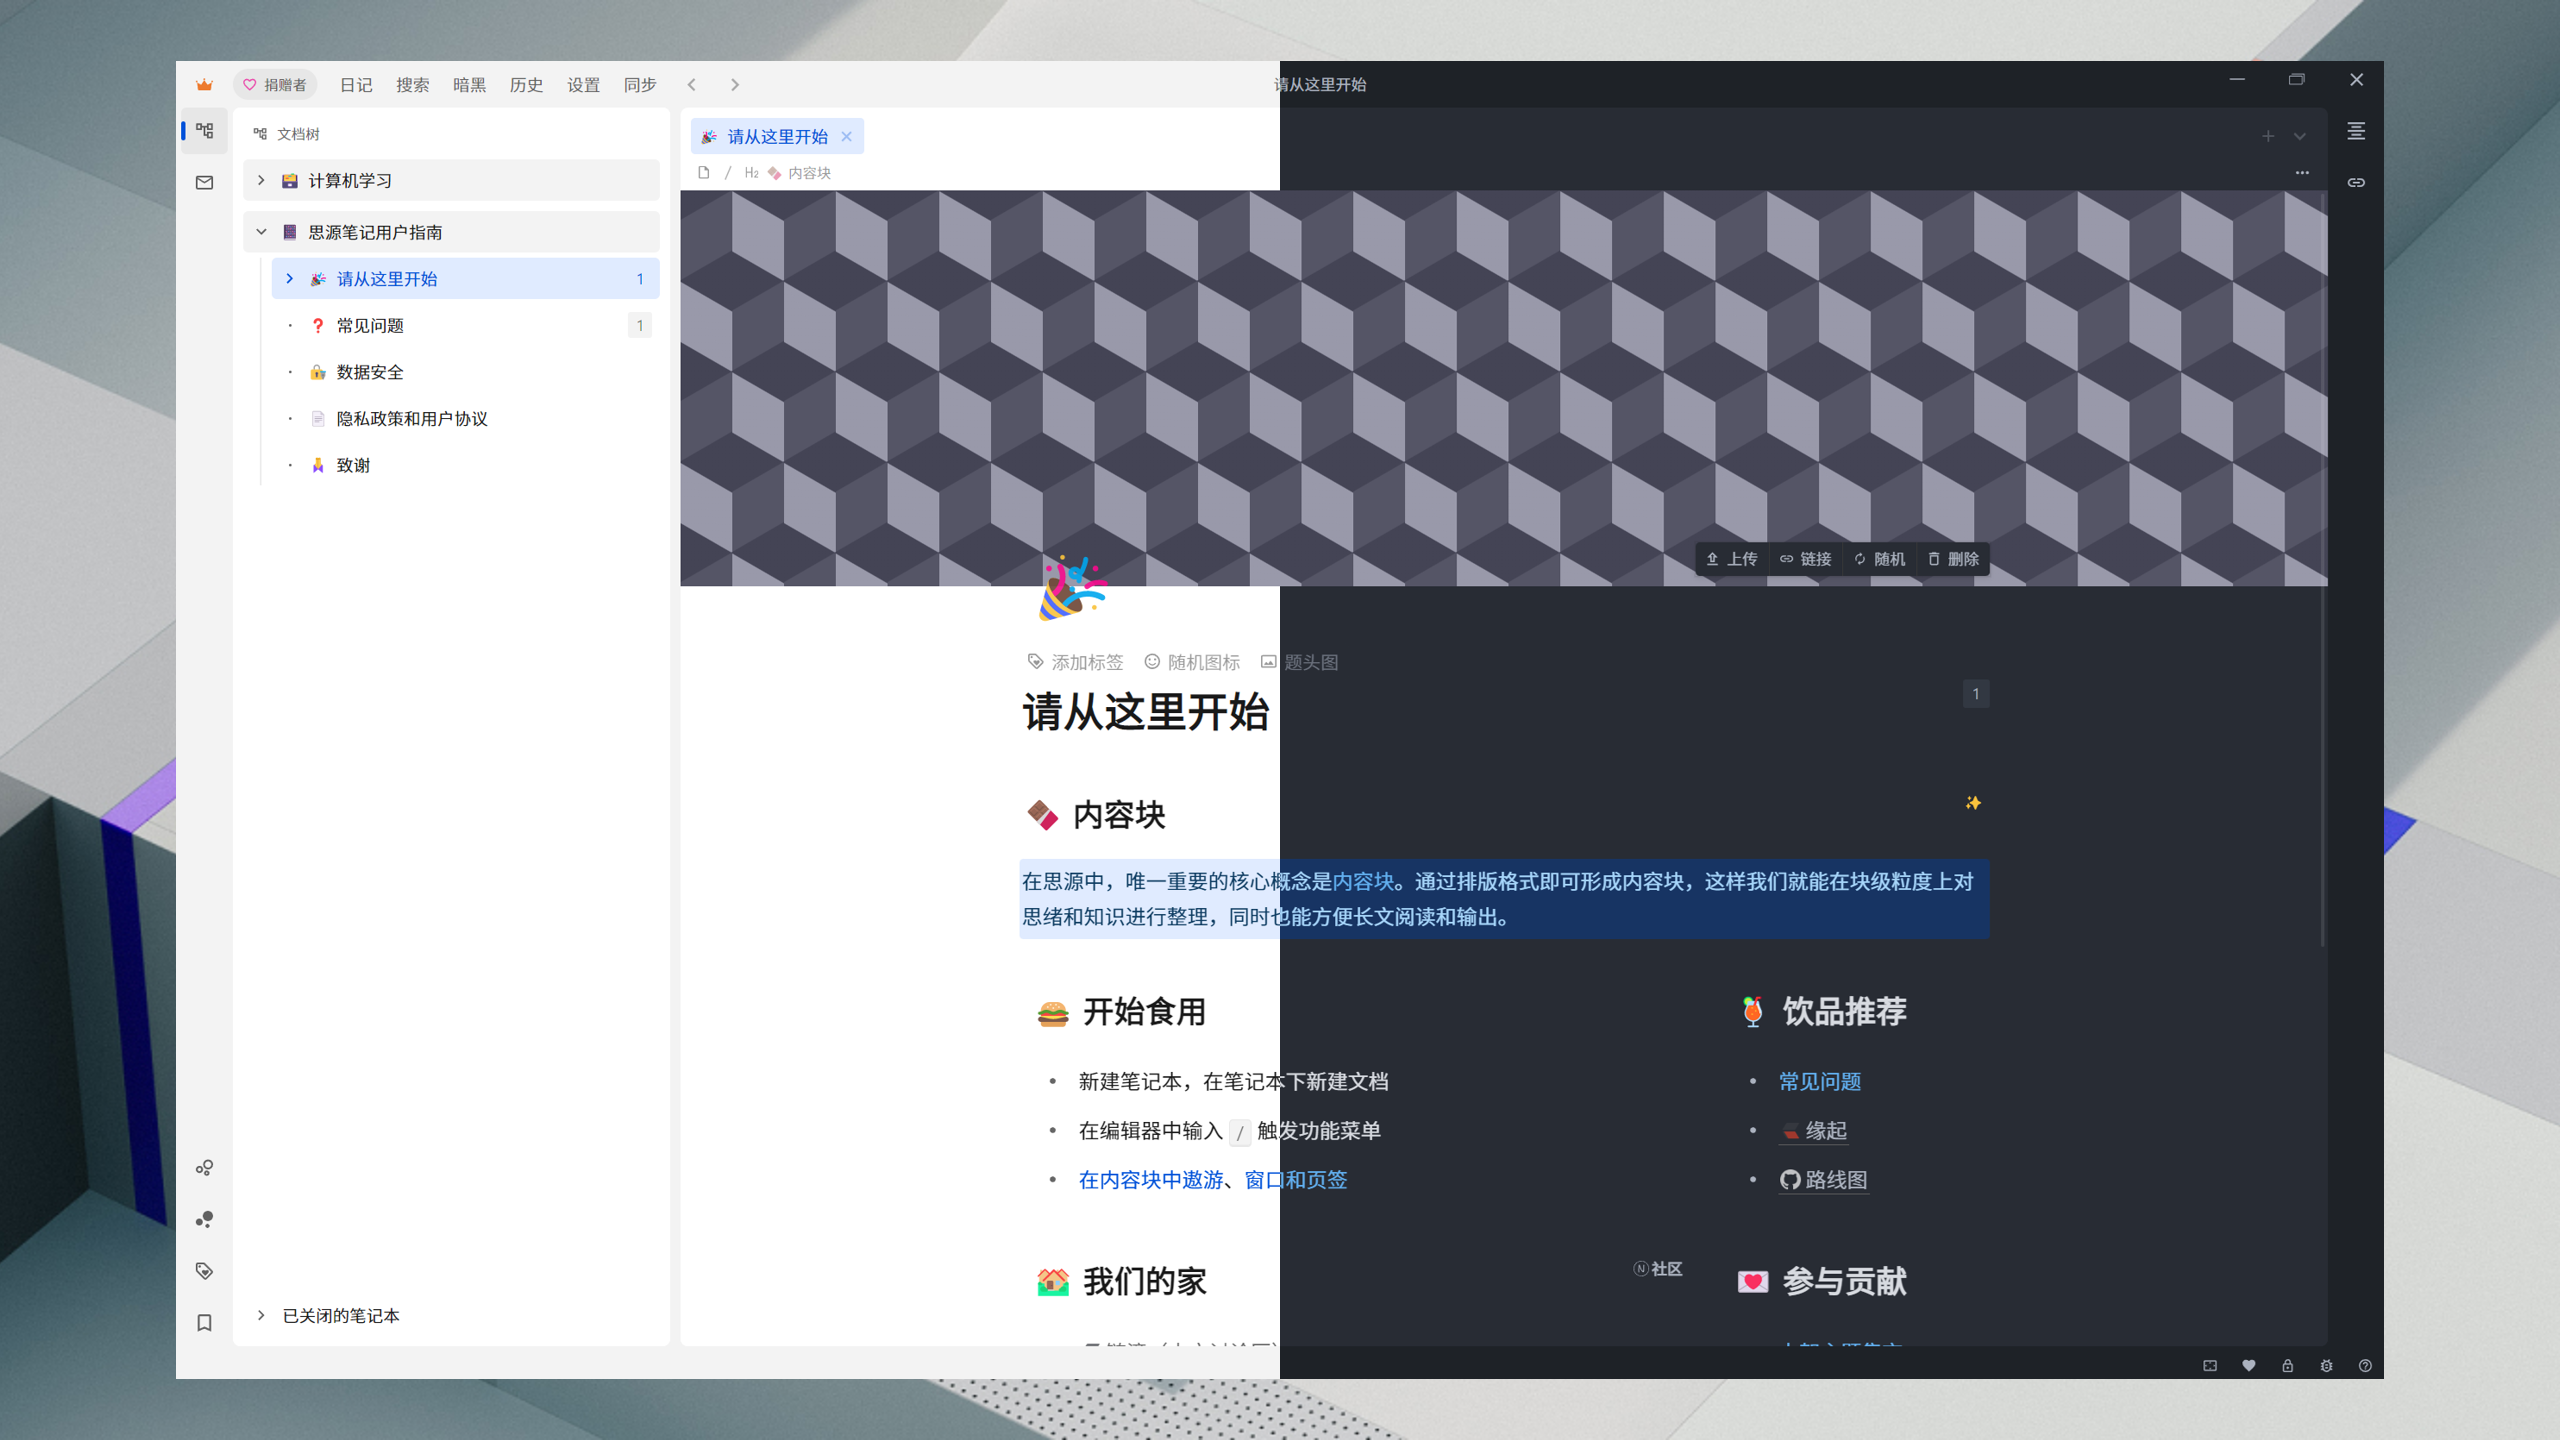 捐赠者 日记 搜索 暗黑 历史 设置 同步 请从这里开始
文档树
计算机学习
思源笔记用户指南
请从这里开始 1
常见问题 1
数据安全
隐私政策和用户协议
致谢
已关闭的笔记本
请从这里开始
/ H2 内容块
上传 链接 随机 删除
添加标签 随机图标 题头图
请从这里开始 1
内容块
在思源中，唯一重要的核心概念是内容块。通过排版格式即可形成内容块，这样我们就能在块级粒度上对
思绪和知识进行整理，同时也能方便长文阅读和输出。
开始食用
• 新建笔记本，在笔记本下新建文档
• 在编辑器中输入 / 触发功能菜单
• 在内容块中遨游、窗口和页签
饮品推荐
• 常见问题
• 缘起
• 路线图
我们的家
Ⓝ社区
参与贡献